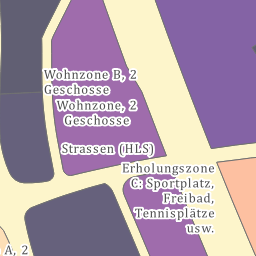 Wohnzone B, 2
Geschosse
Wohnzone, 2
Geschosse
Strassen (HLS)
Erholungszone
C: Sportplatz,
Freibad,
Tennisplätze
usw.
A, 2